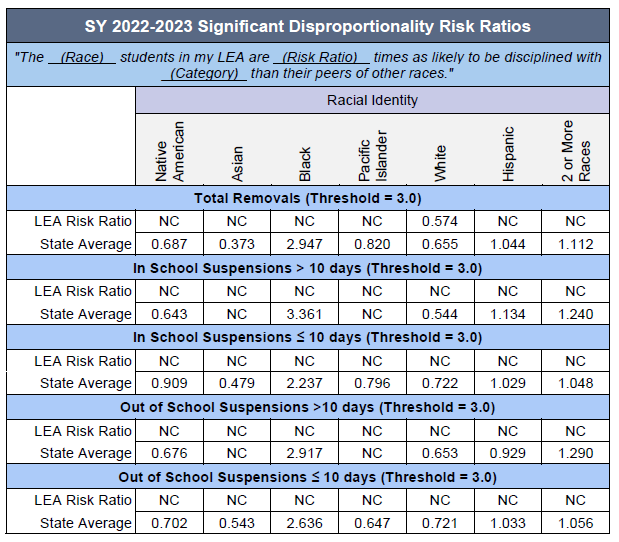 SY 2022-2023 Significant Disproportionality Risk Ratios
"The (Race) students in my LEA are (Risk Ratio) times as likely to be disciplined with
(Category) than their peers of other races."
Racial Identity
Native American Asian Black Pacific Islander White Hispanic 2 or More Races
Total Removals (Threshold = 3.0)
LEA Risk Ratio NC NC NC NC 0.574 NC NC
State Average 0.687 0.373 2.947 0.820 0.655 1.044 1.112
In School Suspensions > 10 days (Threshold = 3.0)
LEA Risk Ratio NC NC NC NC NC NC NC
State Average 0.643 NC 3.361 NC 0.544 1.134 1.240
In School Suspensions ≤ 10 days (Threshold = 3.0)
LEA Risk Ratio NC NC NC NC NC NC NC
State Average 0.909 0.479 2.237 0.796 0.722 1.029 1.048
Out of School Suspensions >10 days (Threshold = 3.0)
LEA Risk Ratio NC NC NC NC NC NC NC
State Average 0.676 NC 2.917 NC 0.653 0.929 1.290
Out of School Suspensions ≤ 10 days (Threshold = 3.0)
LEA Risk Ratio NC NC NC NC NC NC NC
State Average 0.702 0.543 2.636 0.647 0.721 1.033 1.056